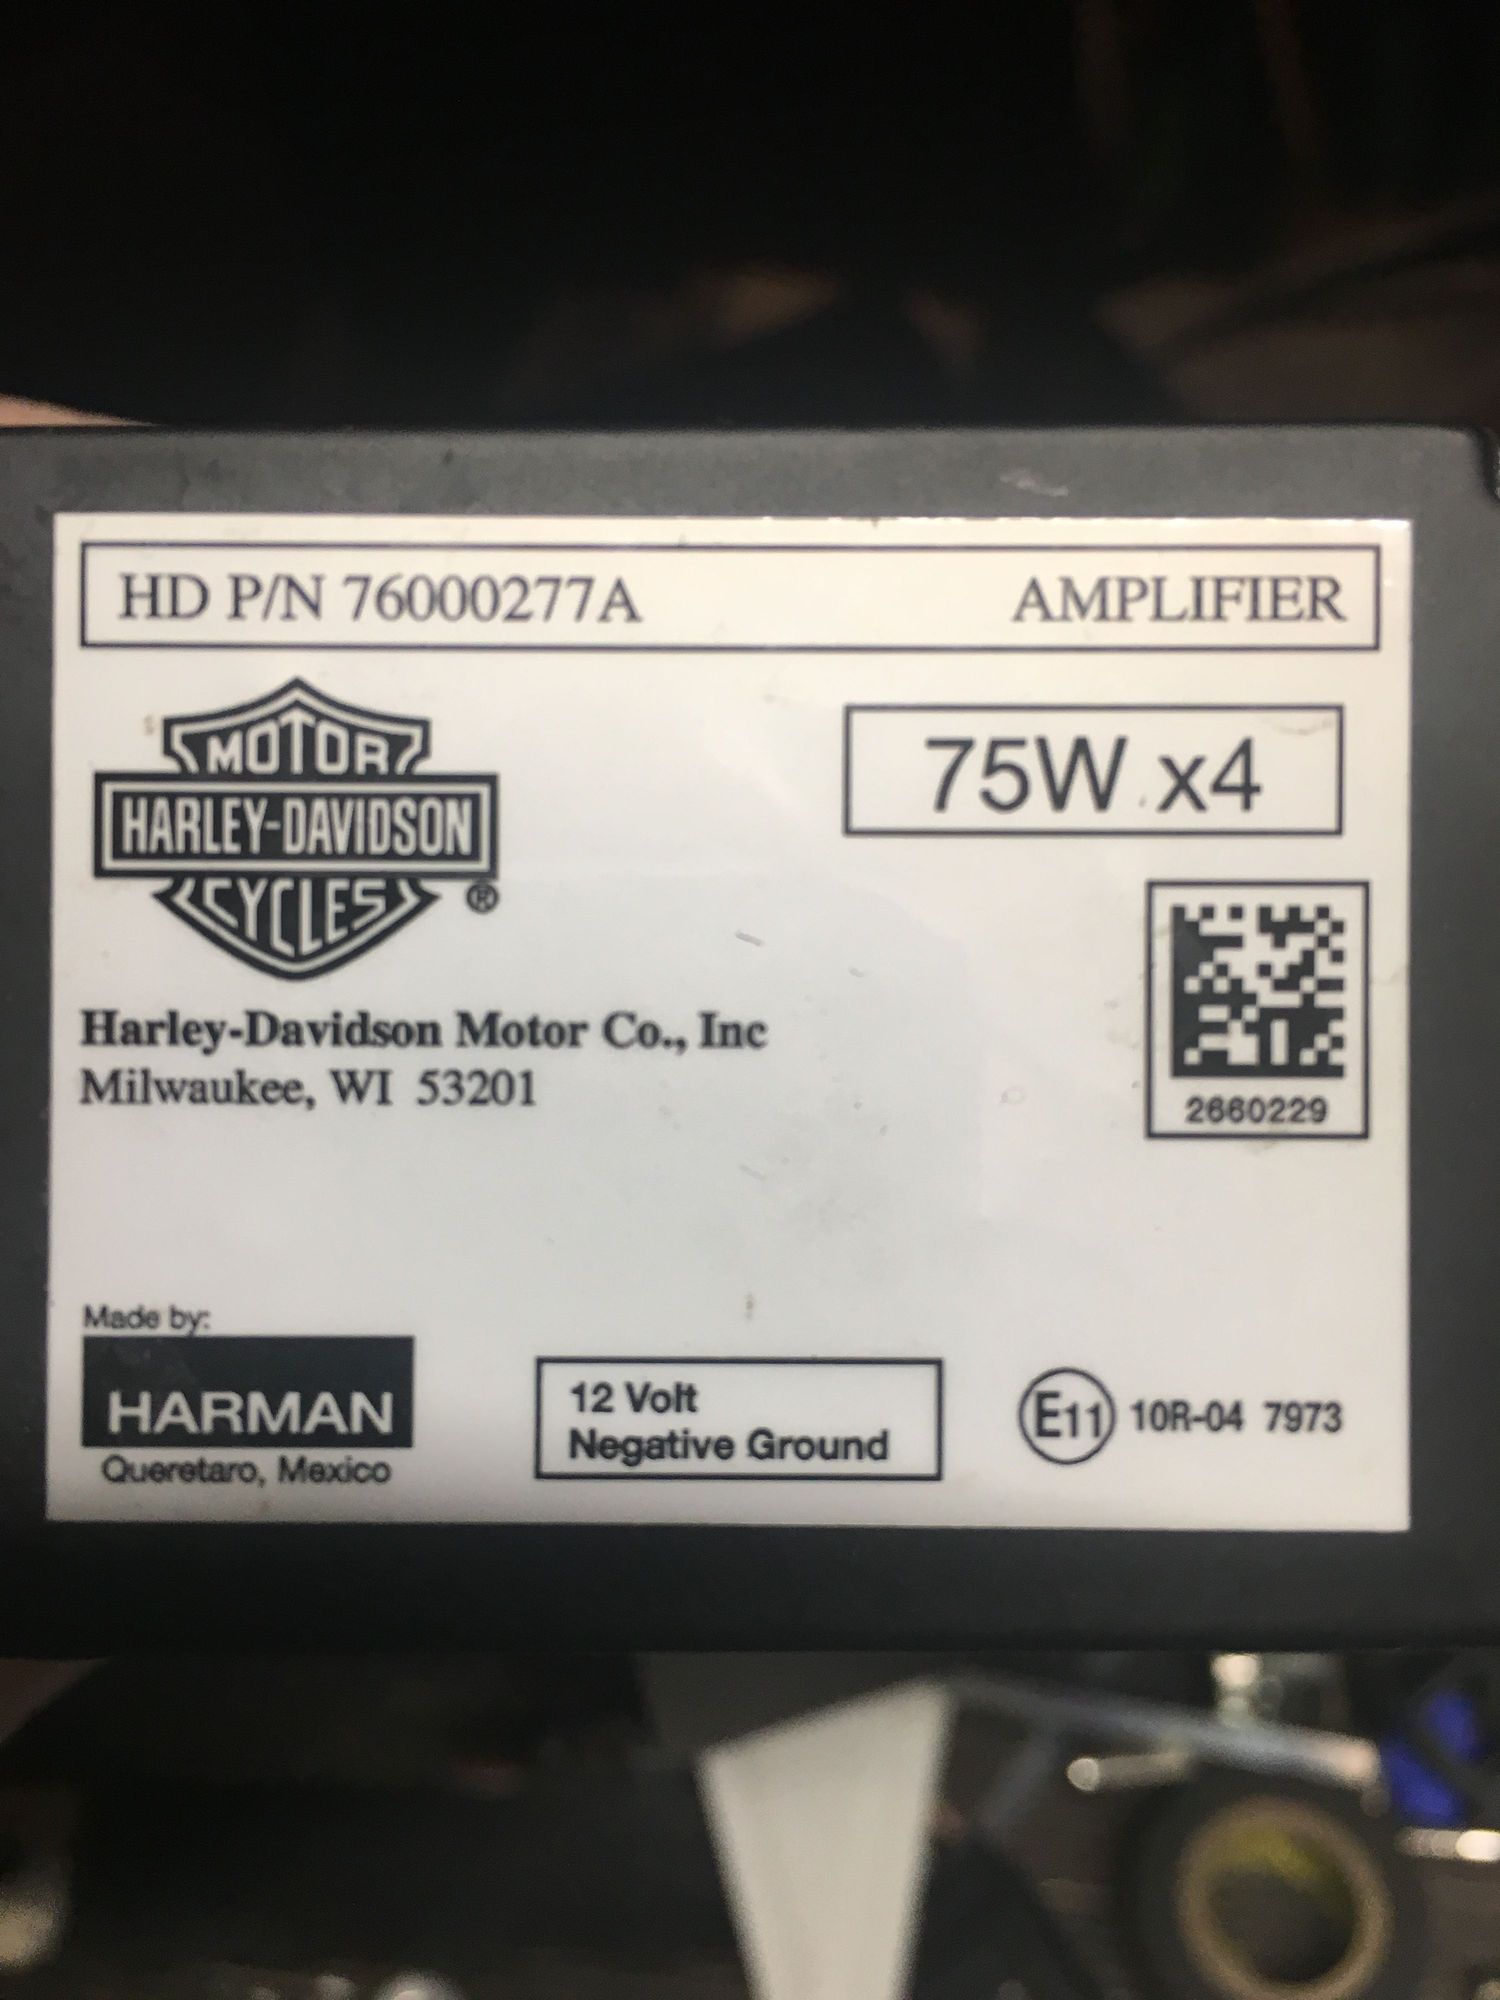 HD P/N 76000277A AMPLIFIER
MOTOR
HARLEY-DAVIDSON
CYCLES ®
75W x4
2660229
Harley-Davidson Motor Co., Inc
Milwaukee, WI 53201
Made by:
HARMAN
Queretaro, Mexico
12 Volt
Negative Ground
E11 10R-04 7973